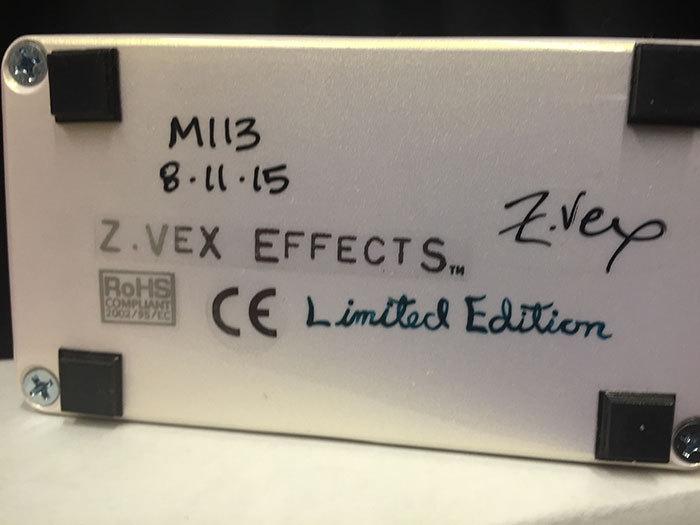 M113
8.11.15
Z.Vex
Z.VEX EFFECTS™
RoHS
COMPLIANT
2002/95/EC
CE
Limited Edition